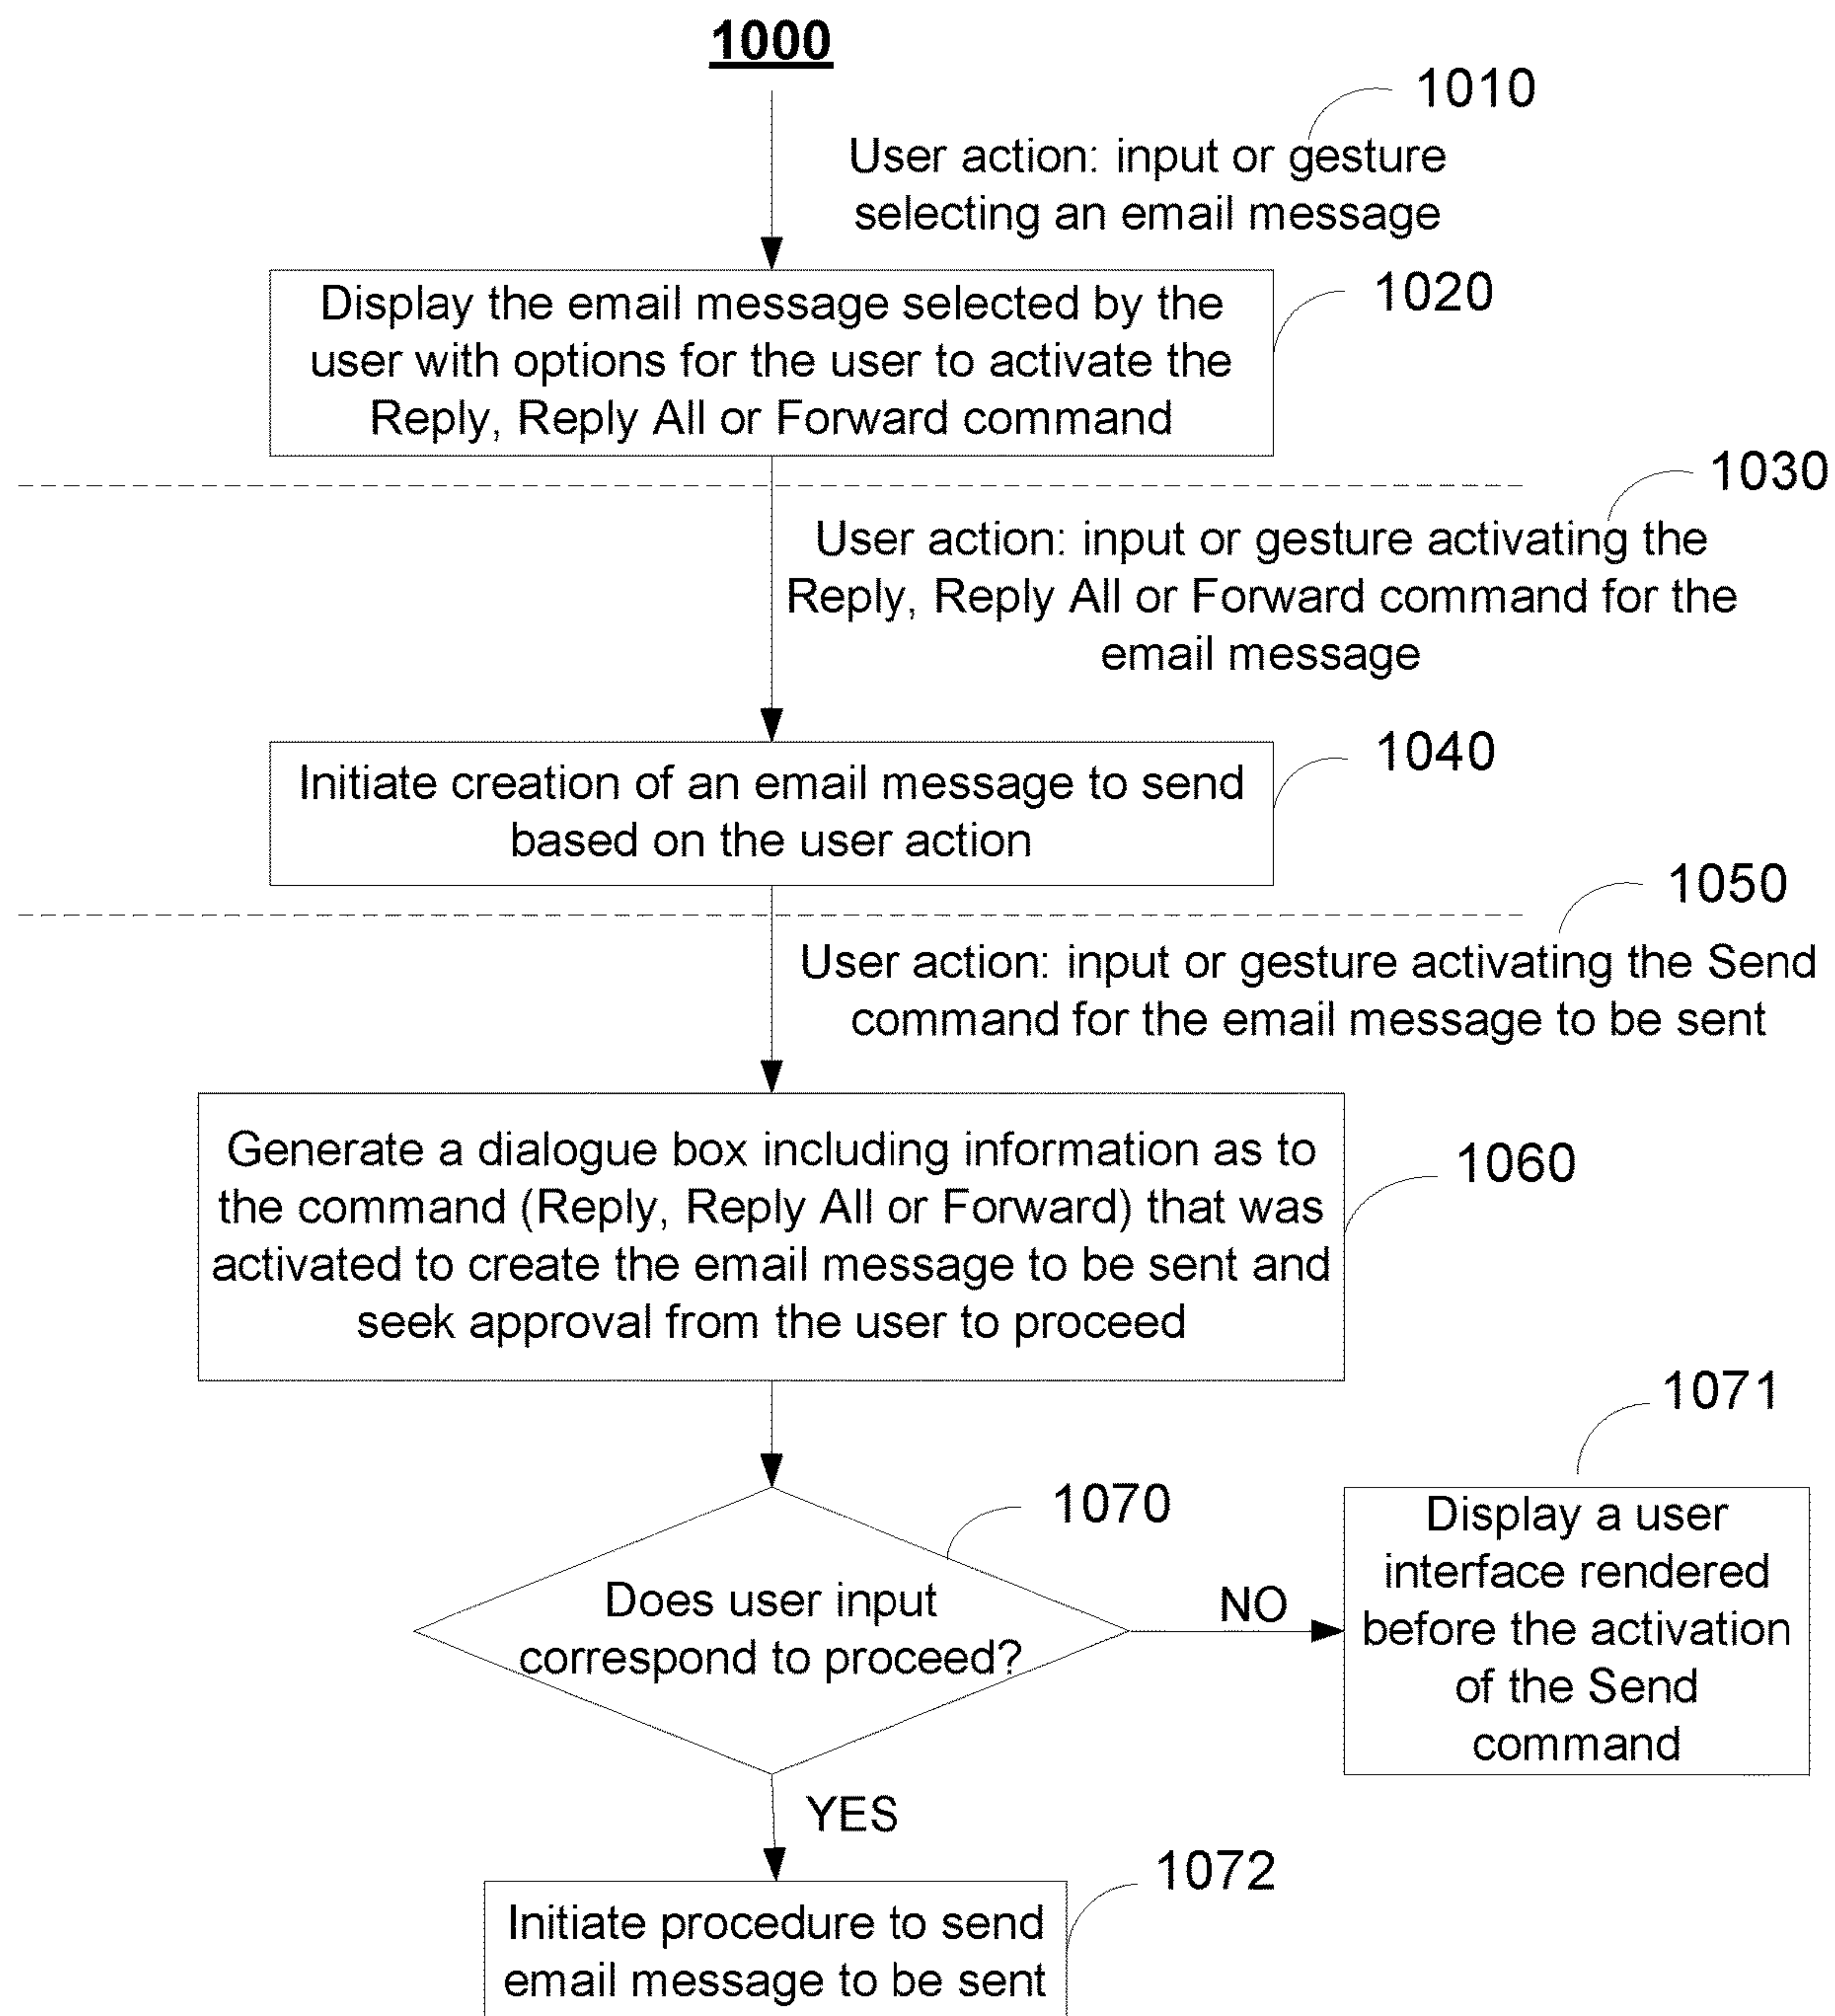 1000
1010
User action: input or gesture
selecting an email message
1020
Display the email message selected by the
user with options for the user to activate the
Reply, Reply All or Forward command
1030
User action: input or gesture activating the
Reply, Reply All or Forward command for the
email message
1040
Initiate creation of an email message to send
based on the user action
1050
User action: input or gesture activating the Send
command for the email message to be sent
1060
Generate a dialogue box including information as to
the command (Reply, Reply All or Forward) that was
activated to create the email message to be sent and
seek approval from the user to proceed
1070
Does user input
correspond to proceed?
NO
1071
Display a user
interface rendered
before the activation
of the Send
command
YES
1072
Initiate procedure to send
email message to be sent